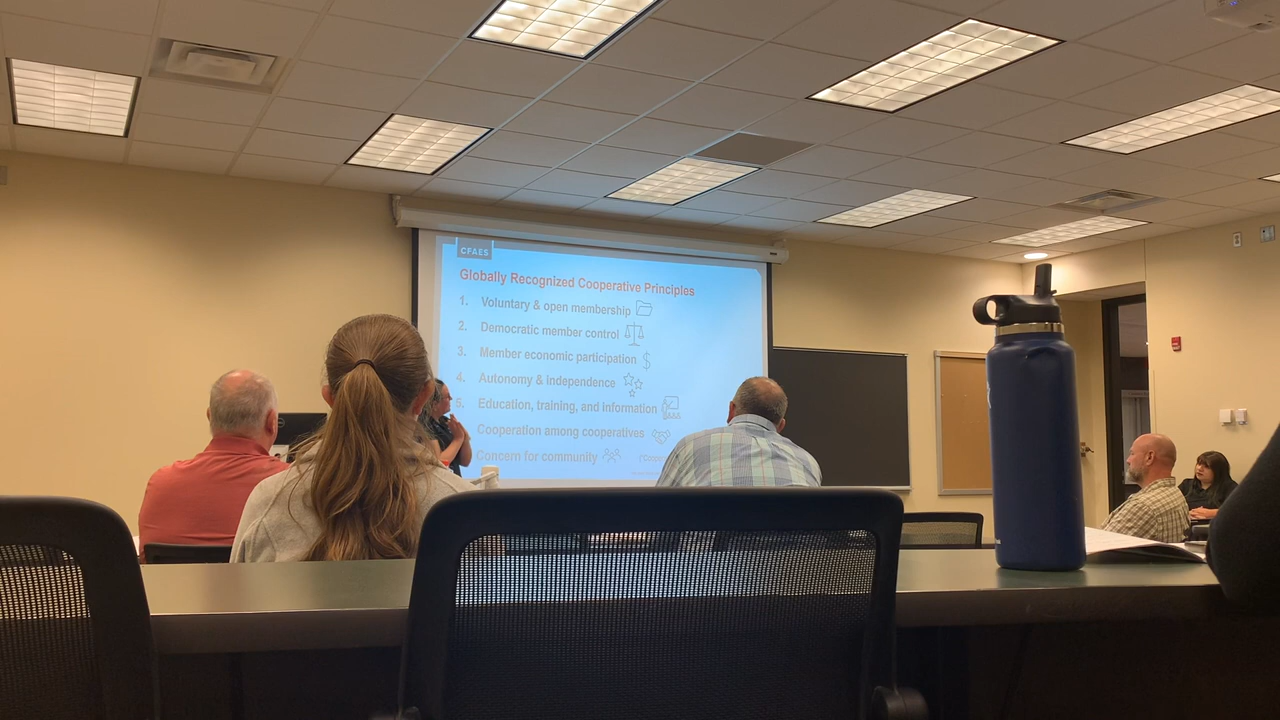 CFAES
Globally Recognized Cooperative Principles
1. Voluntary & open membership
2. Democratic member control
3. Member economic participation
4. Autonomy & independence
5. Education, training, and information
Cooperation among cooperatives
Concern for community